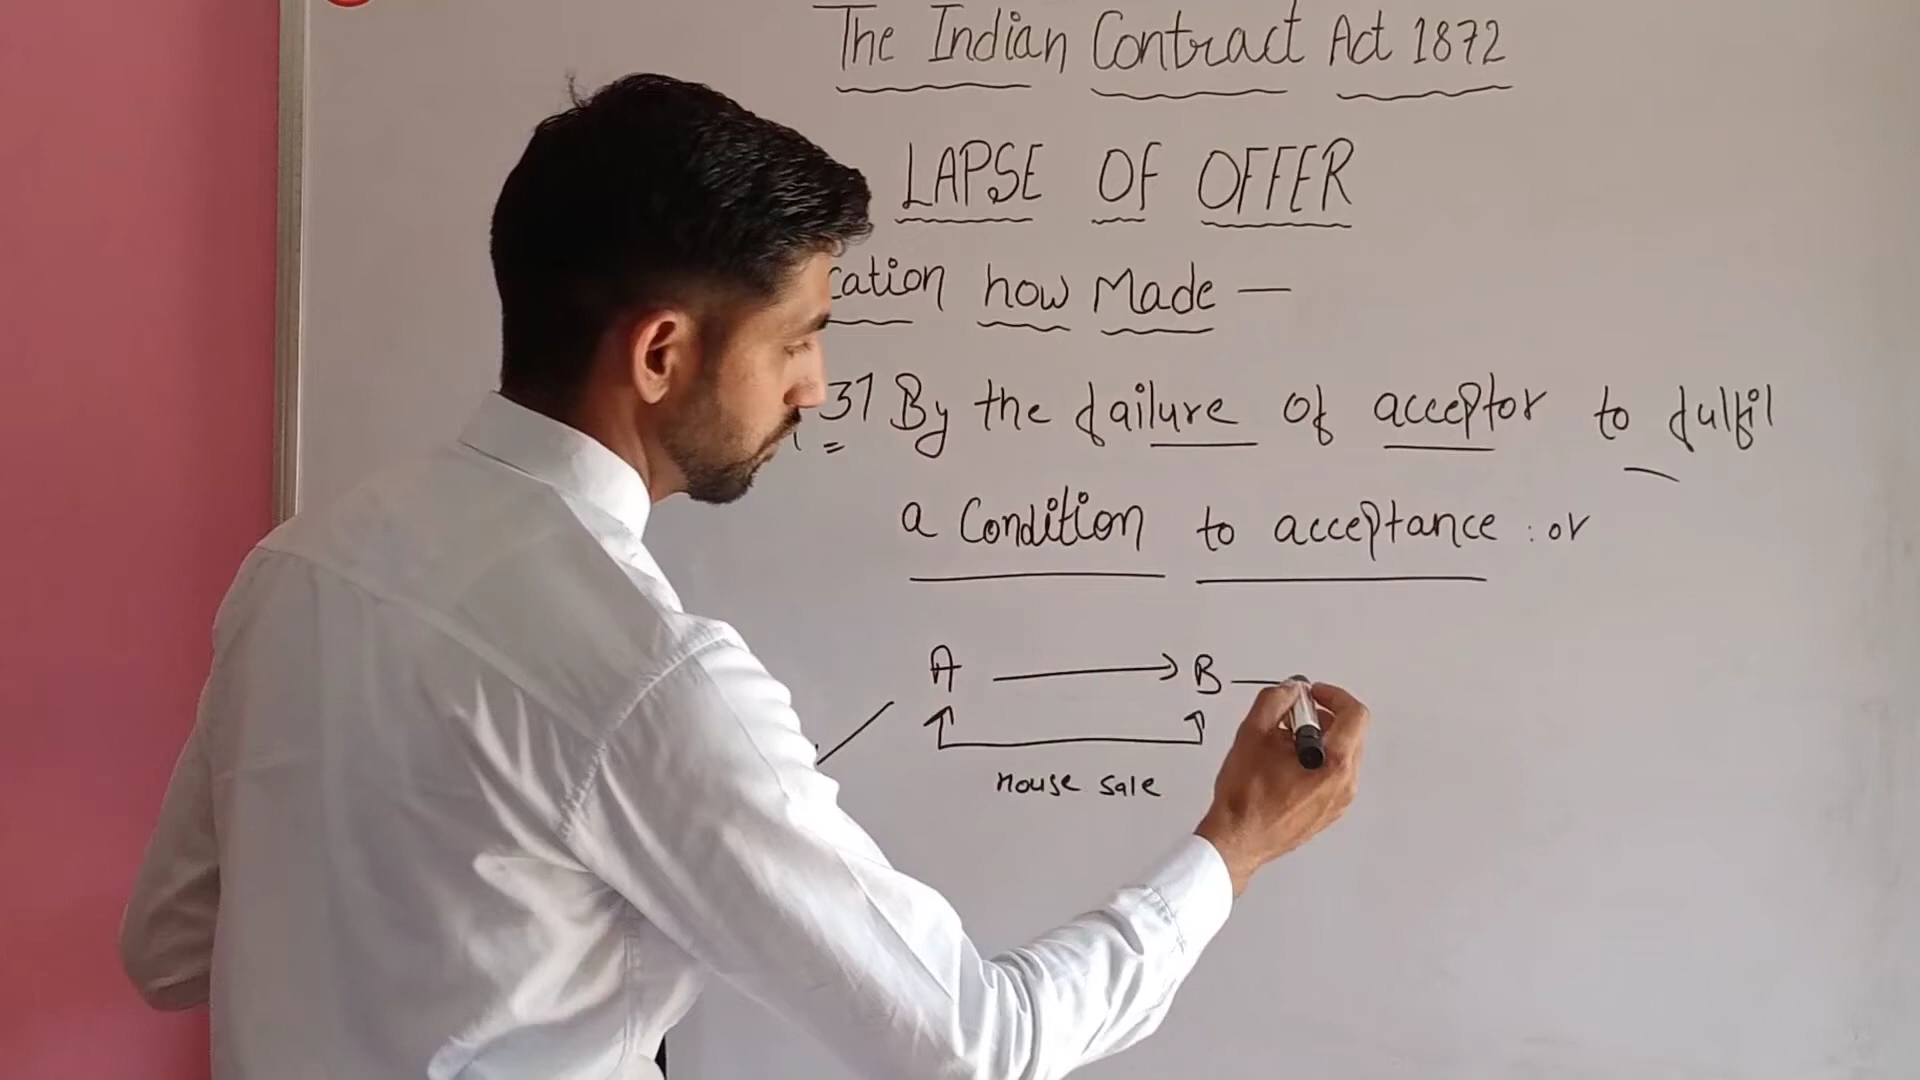 The Indian Contract Act 1872
LAPSE OF OFFER
cation how Made —
37 By the failure of acceptor to fulfil
a Condition to acceptance : or
A B
House sale